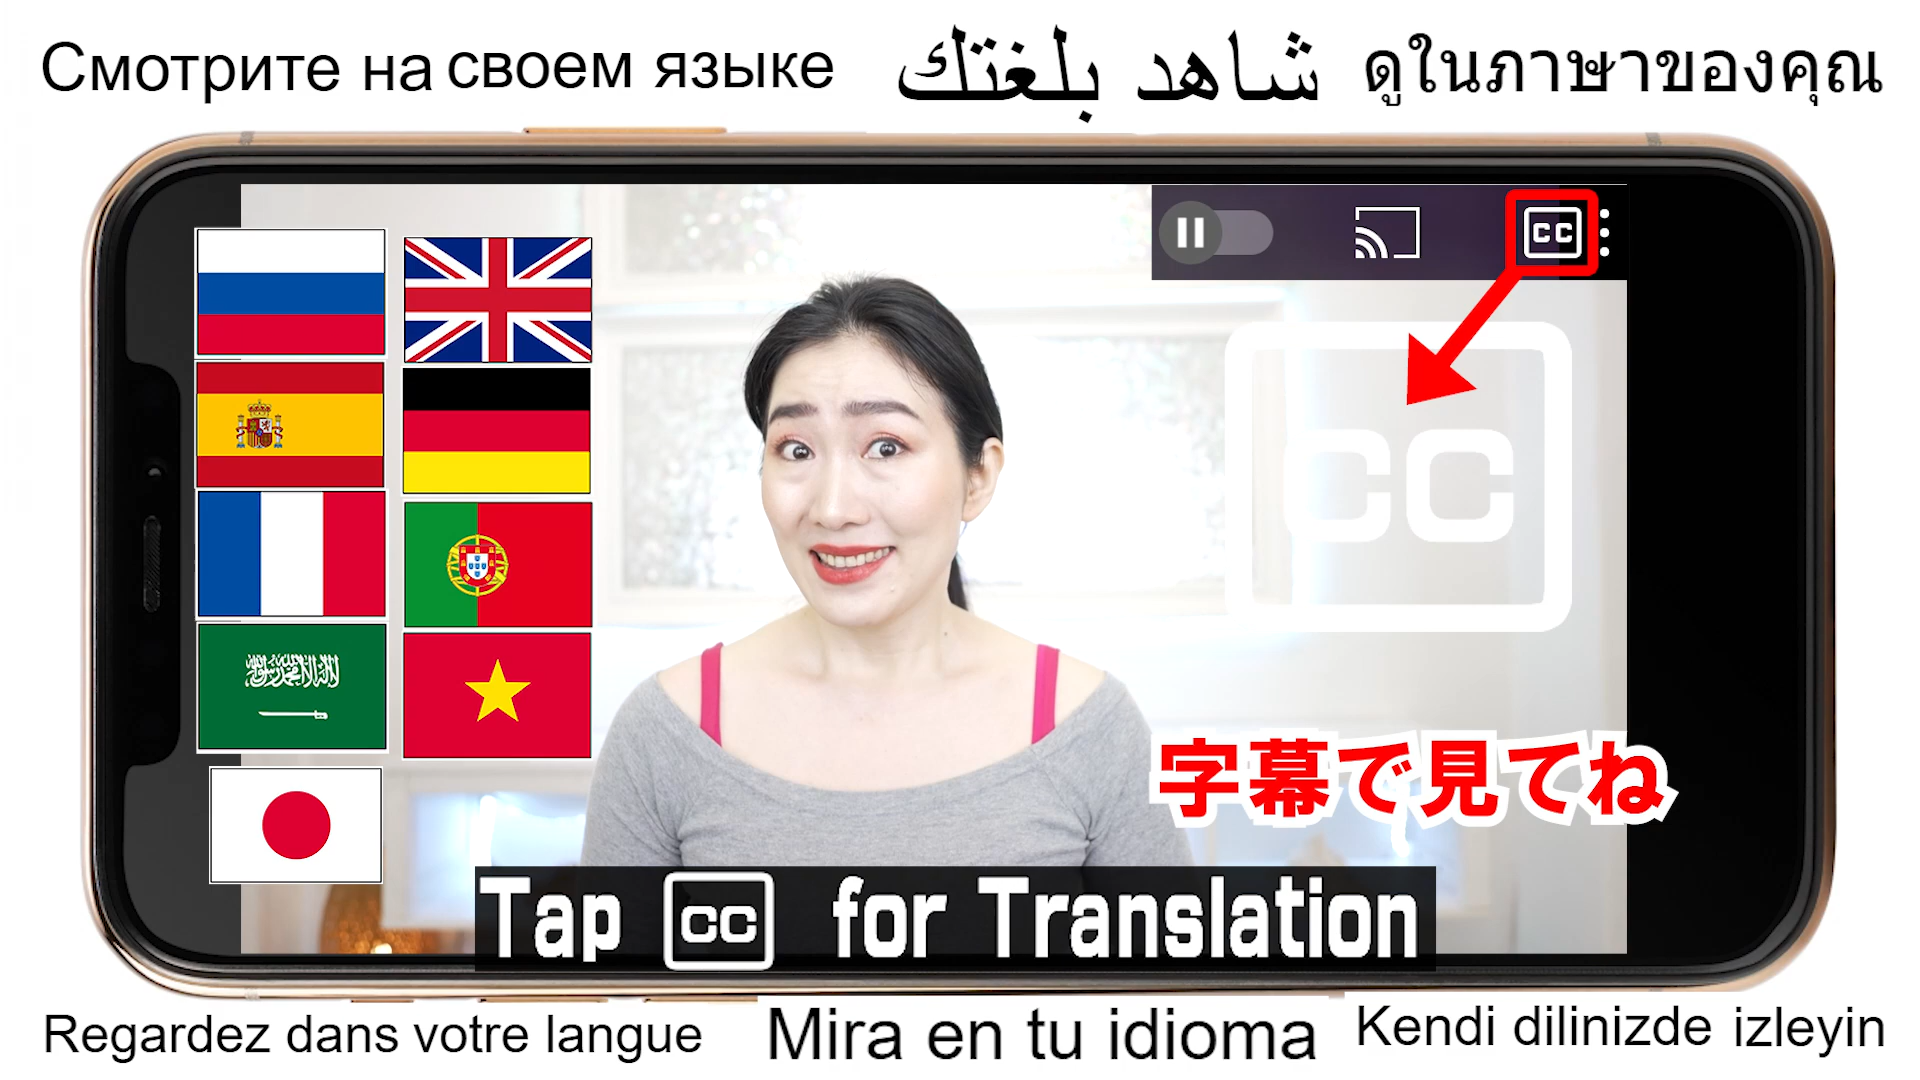 Смотрите на своем языке
شاهد بلغتك
ดูในภาษาของคุณ
CC
CC
字幕で見てね
Tap CC for Translation
Regardez dans votre langue
Mira en tu idioma
Kendi dilinizde izleyin